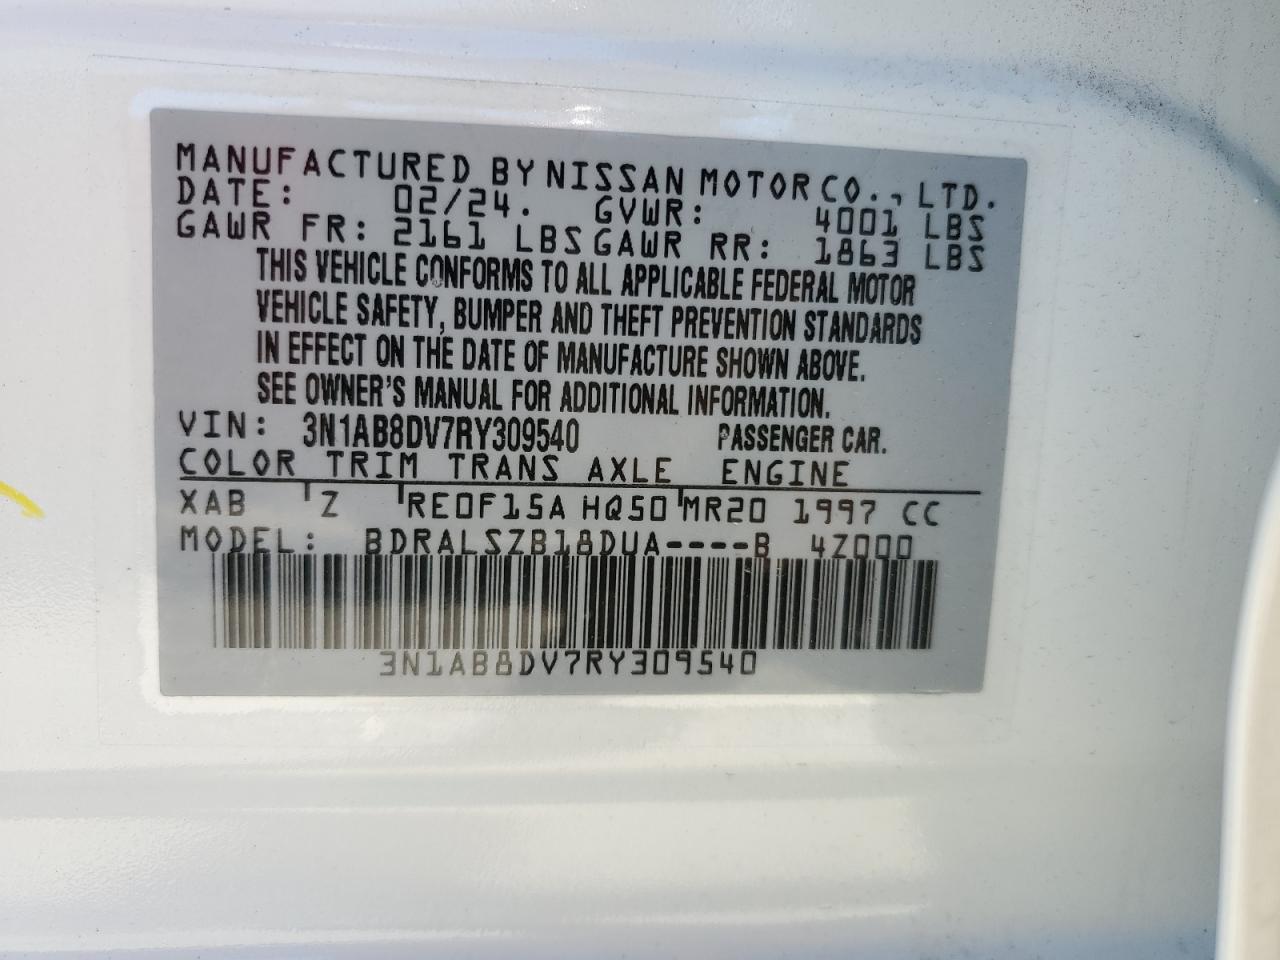 MANUFACTURED BY NISSAN MOTOR CO., LTD.
DATE: 02/24. GVWR: 4001 LBS
GAWR FR: 2161 LBS GAWR RR: 1863 LBS
THIS VEHICLE CONFORMS TO ALL APPLICABLE FEDERAL MOTOR
VEHICLE SAFETY, BUMPER AND THEFT PREVENTION STANDARDS
IN EFFECT ON THE DATE OF MANUFACTURE SHOWN ABOVE.
SEE OWNER'S MANUAL FOR ADDITIONAL INFORMATION.
VIN: 3N1AB8DV7RY309540 PASSENGER CAR.
COLOR TRIM TRANS AXLE ENGINE
XAB Z RE0F15A HQ50 MR20 1997 CC
MODEL: BDRALSZB18DUA----B 4Z000
3N1AB8DV7RY309540